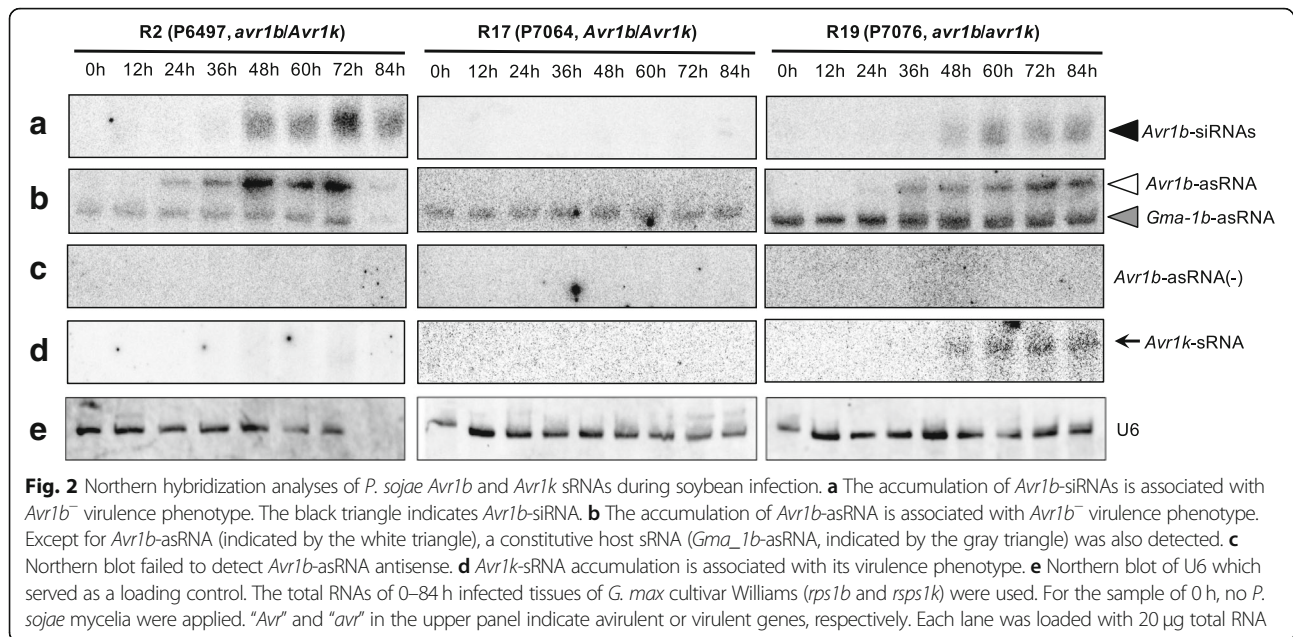 R2 (P6497, avr1b/Avr1k) R17 (P7064, Avr1b/Avr1k) R19 (P7076, avr1b/avr1k)
0h 12h 24h 36h 48h 60h 72h 84h 0h 12h 24h 36h 48h 60h 72h 84h 0h 12h 24h 36h 48h 60h 72h 84h
a Avr1b-siRNAs
b Avr1b-asRNA
Gma-1b-asRNA
c Avr1b-asRNA(-)
d Avr1k-sRNA
e U6
Fig. 2 Northern hybridization analyses of P. sojae Avr1b and Avr1k sRNAs during soybean infection. a The accumulation of Avr1b-siRNAs is associated with
Avr1b⁻ virulence phenotype. The black triangle indicates Avr1b-siRNA. b The accumulation of Avr1b-asRNA is associated with Avr1b⁻ virulence phenotype.
Except for Avr1b-asRNA (indicated by the white triangle), a constitutive host sRNA (Gma_1b-asRNA, indicated by the gray triangle) was also detected. c
Northern blot failed to detect Avr1b-asRNA antisense. d Avr1k-sRNA accumulation is associated with its virulence phenotype. e Northern blot of U6 which
served as a loading control. The total RNAs of 0–84 h infected tissues of G. max cultivar Williams (rps1b and rsps1k) were used. For the sample of 0 h, no P.
sojae mycelia were applied. “Avr” and “avr” in the upper panel indicate avirulent or virulent genes, respectively. Each lane was loaded with 20 μg total RNA